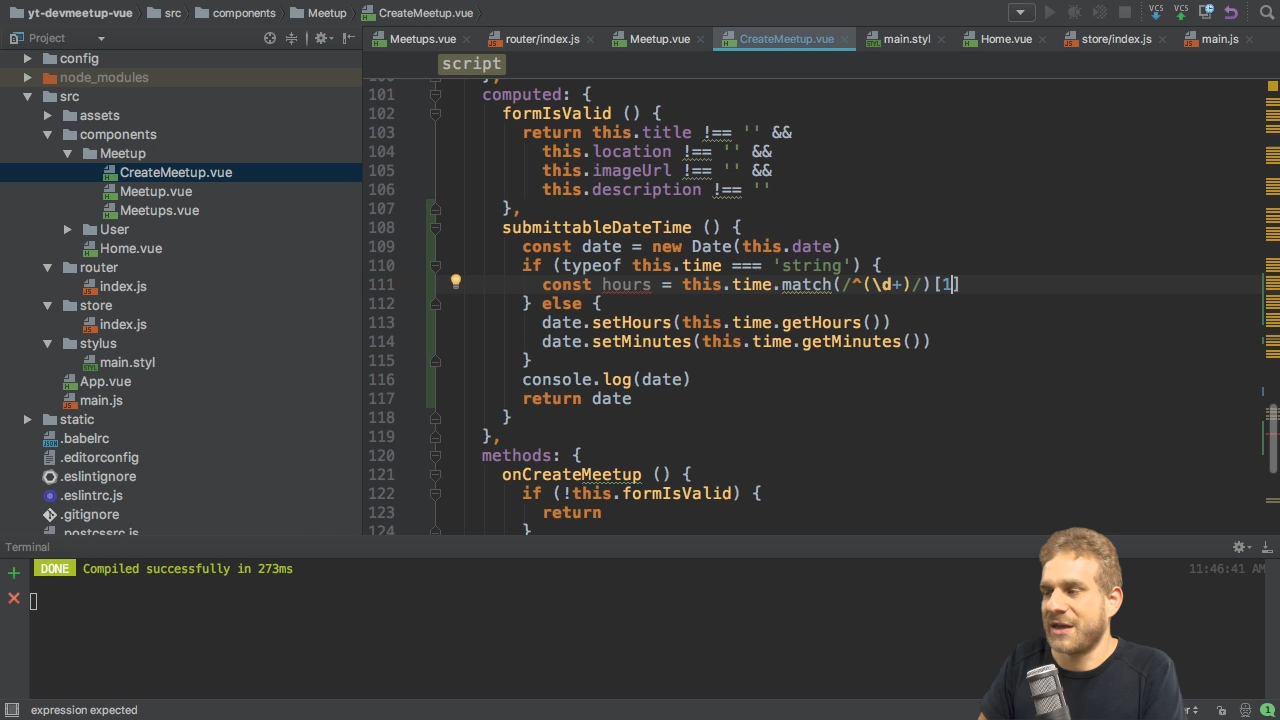 yt-devmeetup-vue src components Meetup CreateMeetup.vue
VCS VCS
Project
Meetups.vue router/index.js Meetup.vue CreateMeetup.vue main.styl Home.vue store/index.js main.js
config
node_modules
src
assets
components
Meetup
CreateMeetup.vue
Meetup.vue
Meetups.vue
User
Home.vue
router
index.js
store
index.js
stylus
main.styl
App.vue
main.js
static
.babelrc
.editorconfig
.eslintignore
.eslintrc.js
.gitignore
.postcssrc.js
script
101 computed: {
102 formIsValid () {
103 return this.title !== '' &&
104 this.location !== '' &&
105 this.imageUrl !== '' &&
106 this.description !== ''
107 },
108 submittableDateTime () {
109 const date = new Date(this.date)
110 if (typeof this.time === 'string') {
111 const hours = this.time.match(/^(\d+)/)[1]
112 } else {
113 date.setHours(this.time.getHours())
114 date.setMinutes(this.time.getMinutes())
115 }
116 console.log(date)
117 return date
118 }
119 },
120 methods: {
121 onCreateMeetup () {
122 if (!this.formIsValid) {
123 return
124 }
Terminal
DONE Compiled successfully in 273ms
11:46:41 AM
expression expected
1